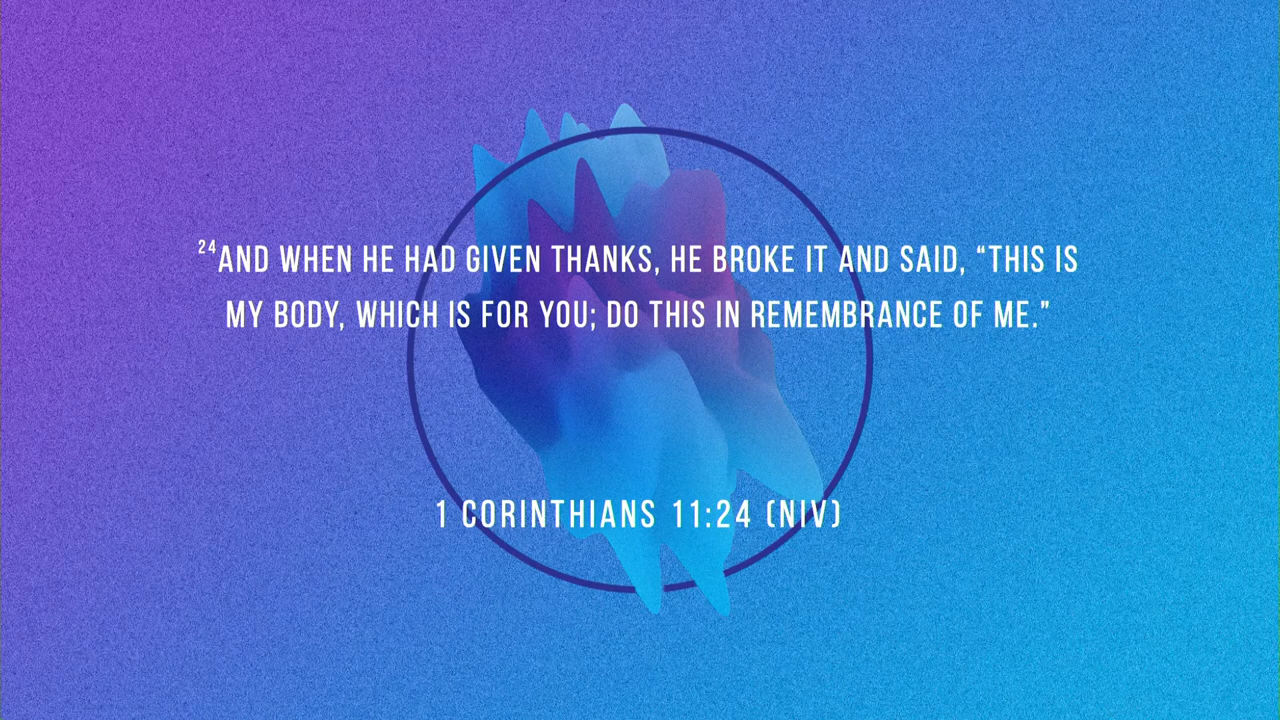 24AND WHEN HE HAD GIVEN THANKS, HE BROKE IT AND SAID, “THIS IS
MY BODY, WHICH IS FOR YOU; DO THIS IN REMEMBRANCE OF ME.”
1 CORINTHIANS 11:24 (NIV)